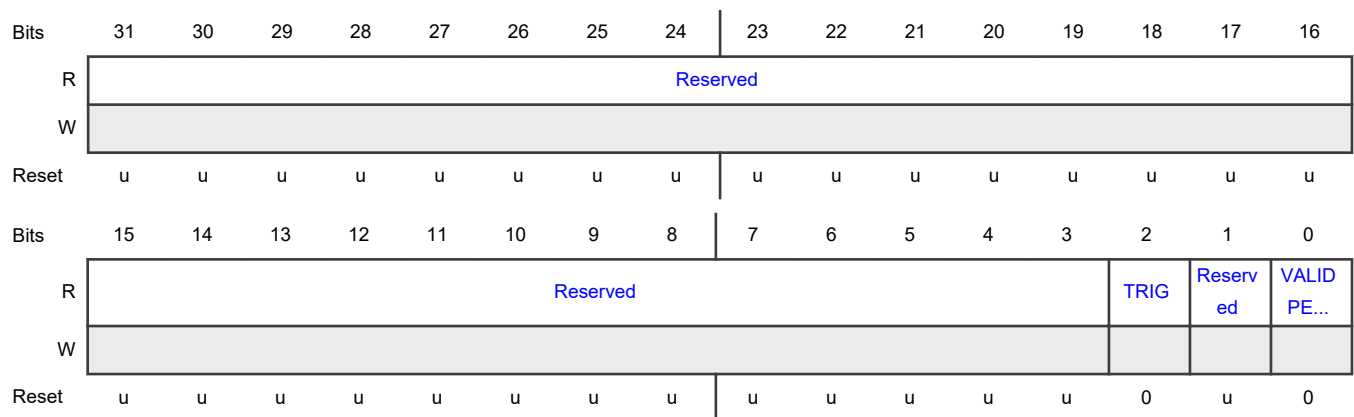 Bits 31 30 29 28 27 26 25 24 23 22 21 20 19 18 17 16
R Reserved
W
Reset u u u u u u u u u u u u u u u u
Bits 15 14 13 12 11 10 9 8 7 6 5 4 3 2 1 0
R Reserved TRIG Reserv ed VALID PE...
W
Reset u u u u u u u u u u u u u 0 u 0